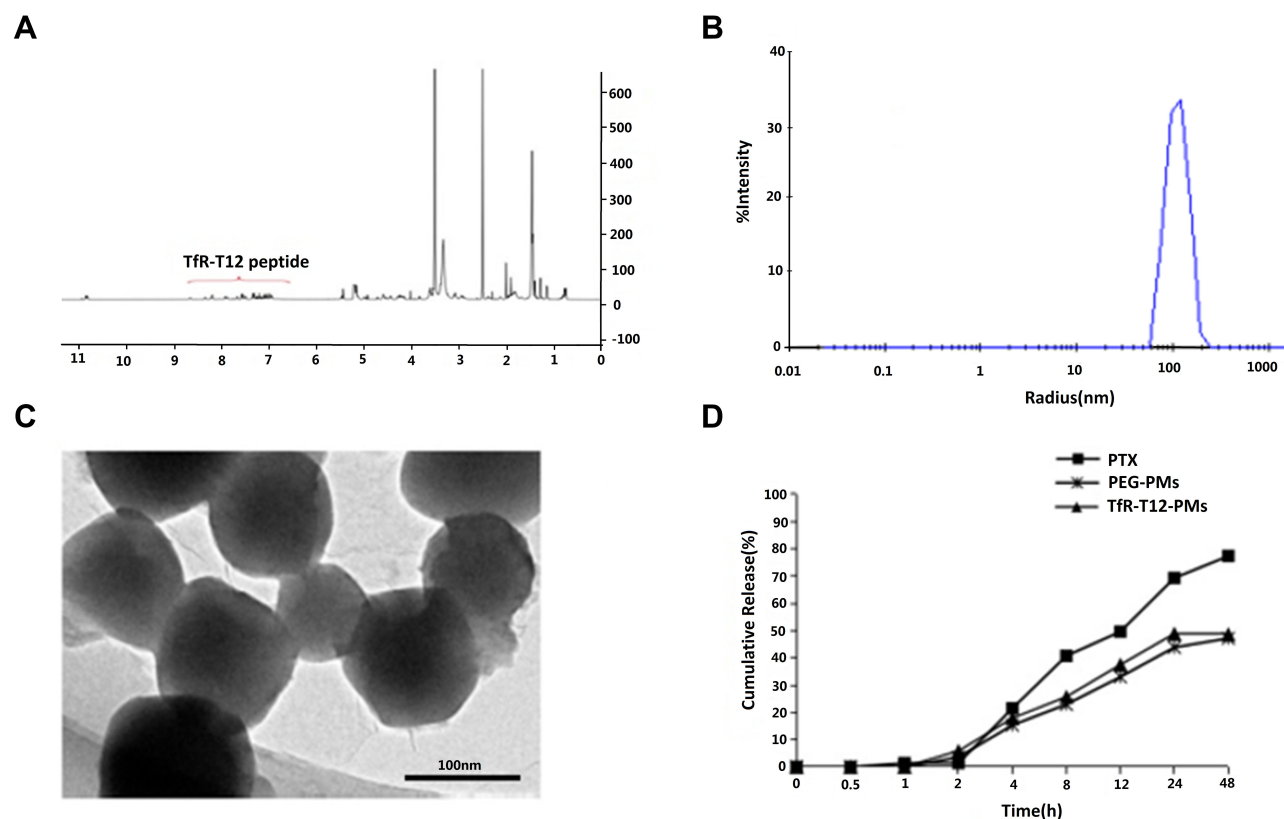 A
TfR-T12 peptide
600
500
400
300
200
100
0
-100
11 10 9 8 7 6 5 4 3 2 1 0
B
40
30
20
10
0
%Intensity
0.01 0.1 1 10 100 1000
Radius(nm)
C
100nm
D
PTX
PEG-PMs
TfR-T12-PMs
100
90
80
70
60
50
40
30
20
10
0
Cumulative Release(%)
0 0.5 1 2 4 8 12 24 48
Time(h)